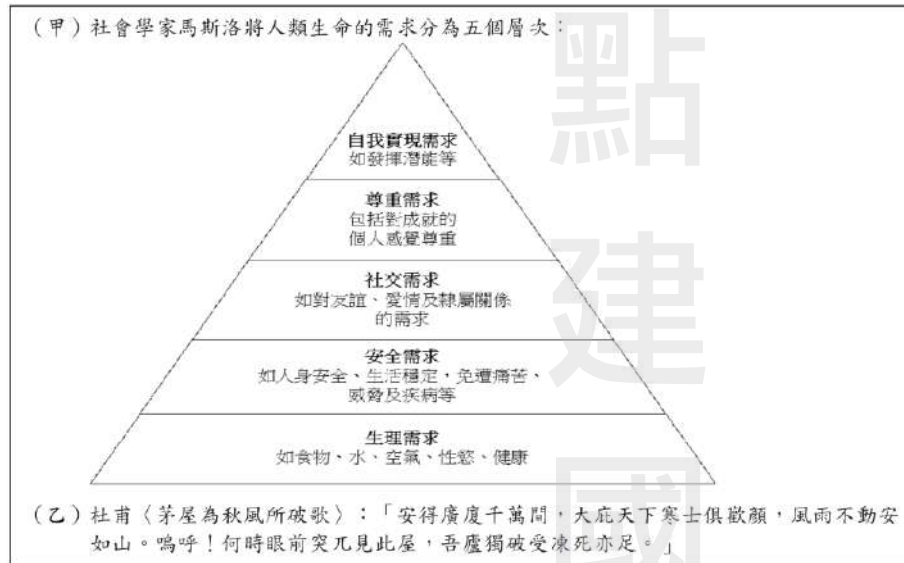 （甲）社會學家馬斯洛將人類生命的需求分為五個層次：
自我實現需求
如發揮潛能等
尊重需求
包括對成就的
個人感覺尊重
社交需求
如對友誼、愛情及隸屬關係
的需求
安全需求
如人身安全、生活穩定，免遭痛苦、
威脅及疾病等
生理需求
如食物、水、空氣、性慾、健康
（乙）杜甫〈茅屋為秋風所破歌〉：「安得廣廈千萬間，大庇天下寒士俱歡顏，風雨不動安
如山。嗚呼！何時眼前突兀見此屋，吾廬獨破受凍死亦足。」
點
建
國